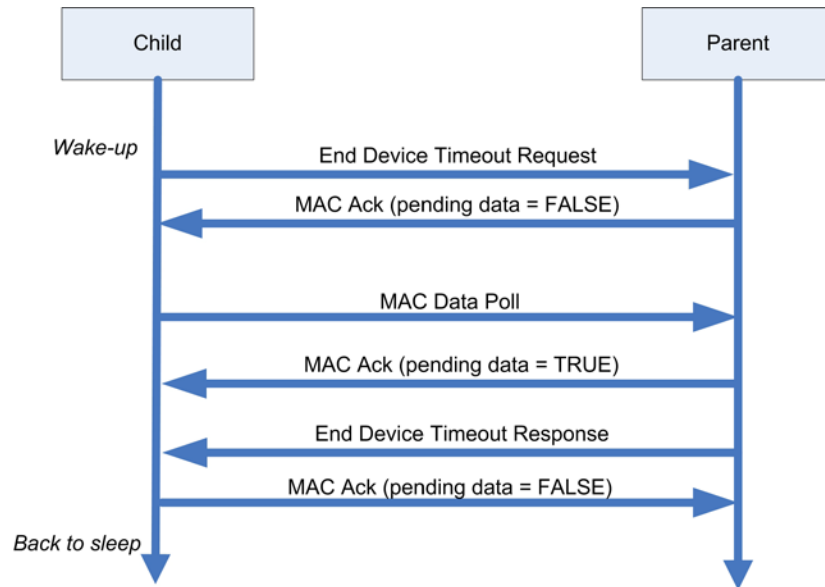 Child
Parent
Wake-up
End Device Timeout Request
MAC Ack (pending data = FALSE)
MAC Data Poll
MAC Ack (pending data = TRUE)
End Device Timeout Response
MAC Ack (pending data = FALSE)
Back to sleep